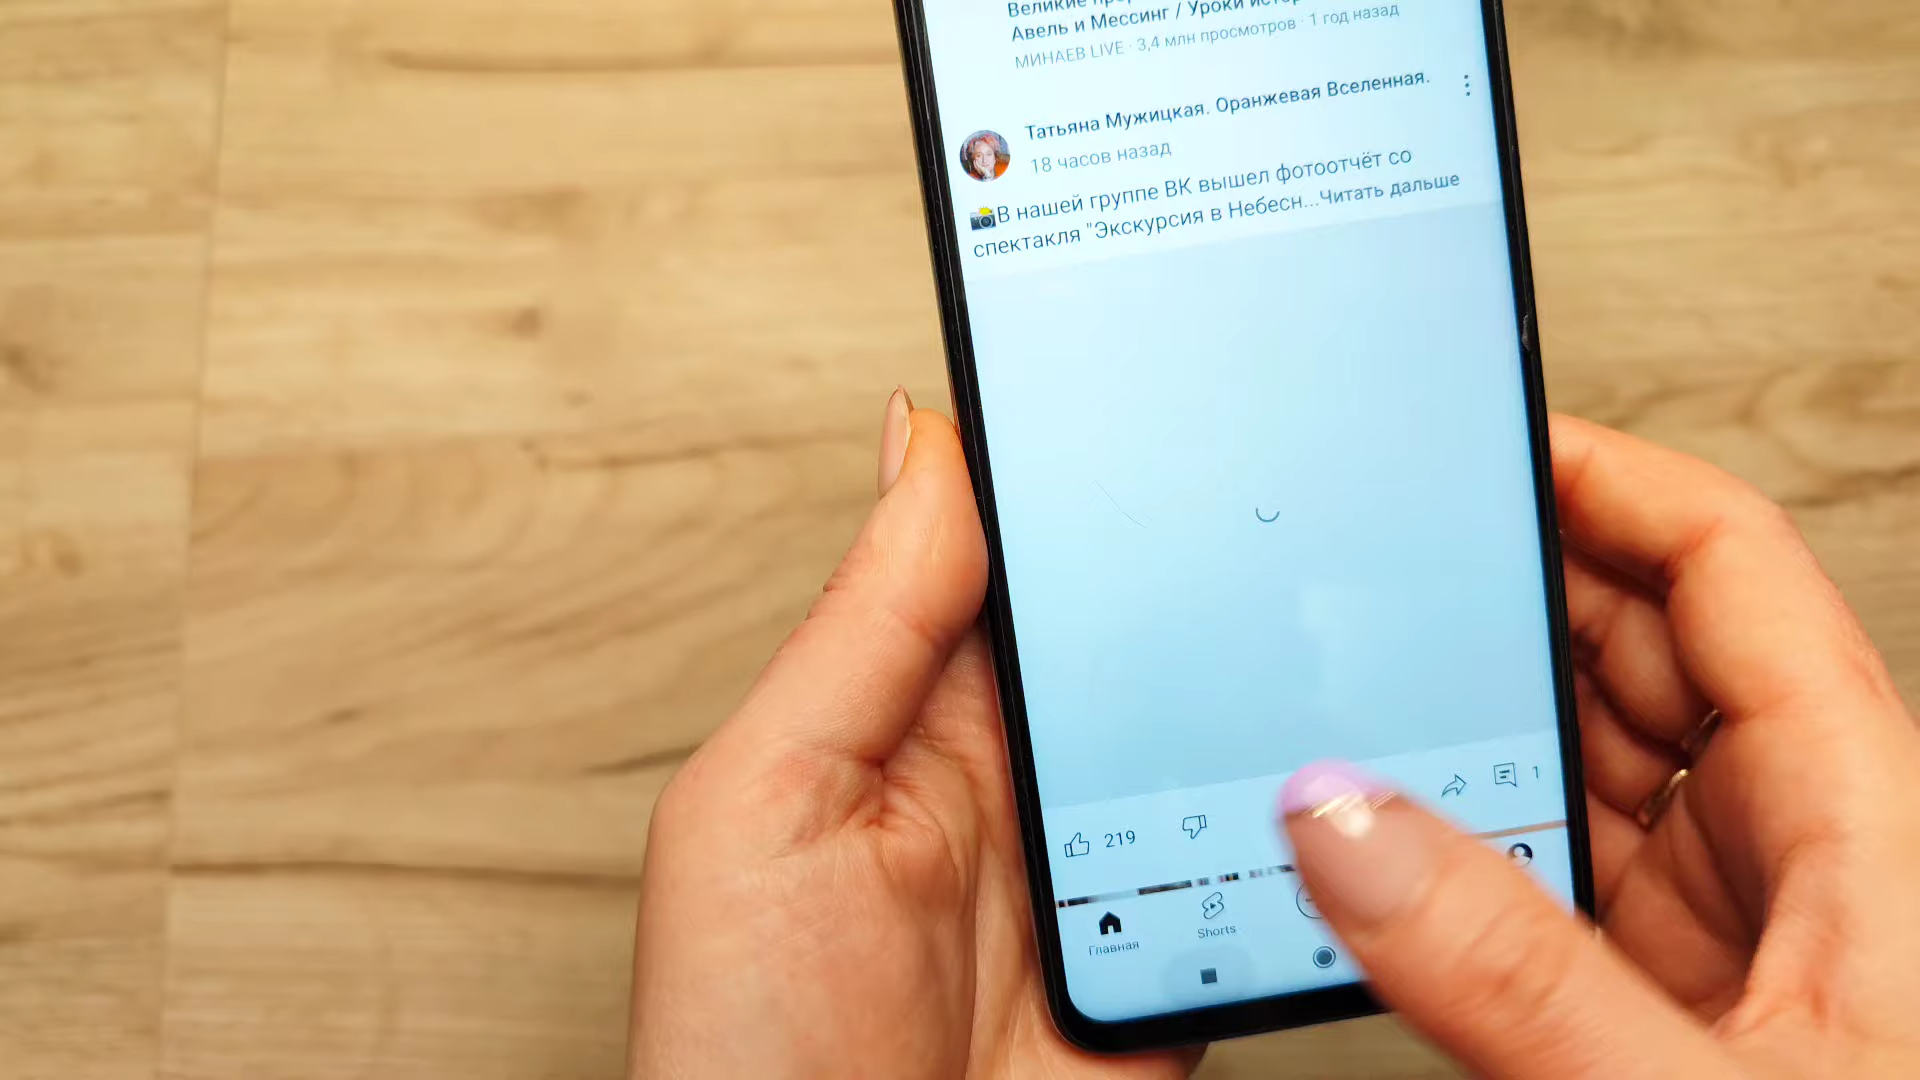 Великие
Авель и Мессинг / Уроки
МИНАЕВ LIVE · 3,4 млн просмотров · 1 год назад
Татьяна Мужицкая. Оранжевая Вселенная.
18 часов назад
В нашей группе ВК вышел фотоотчёт со
спектакля "Экскурсия в Небесн...Читать дальше
219
1
Главная
Shorts